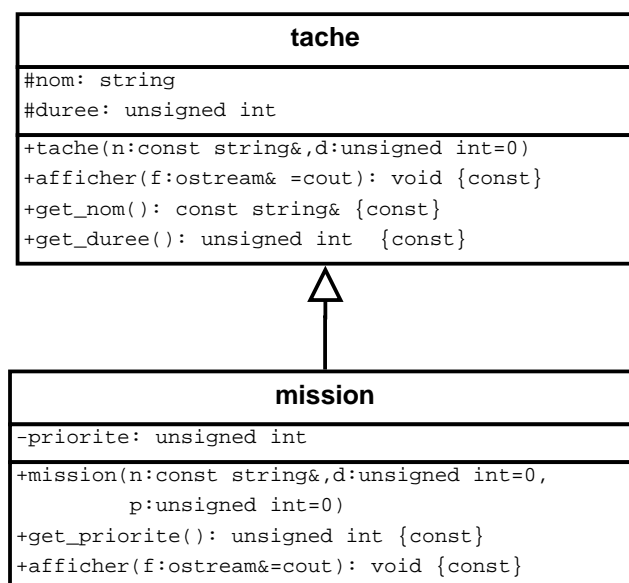 tache
#nom: string
#duree: unsigned int
+tache(n:const string&,d:unsigned int=0)
+afficher(f:ostream& =cout): void {const}
+get_nom(): const string& {const}
+get_duree(): unsigned int  {const}
mission
-priorite: unsigned int
+mission(n:const string&,d:unsigned int=0,
p:unsigned int=0)
+get_priorite(): unsigned int {const}
+afficher(f:ostream&=cout): void {const}